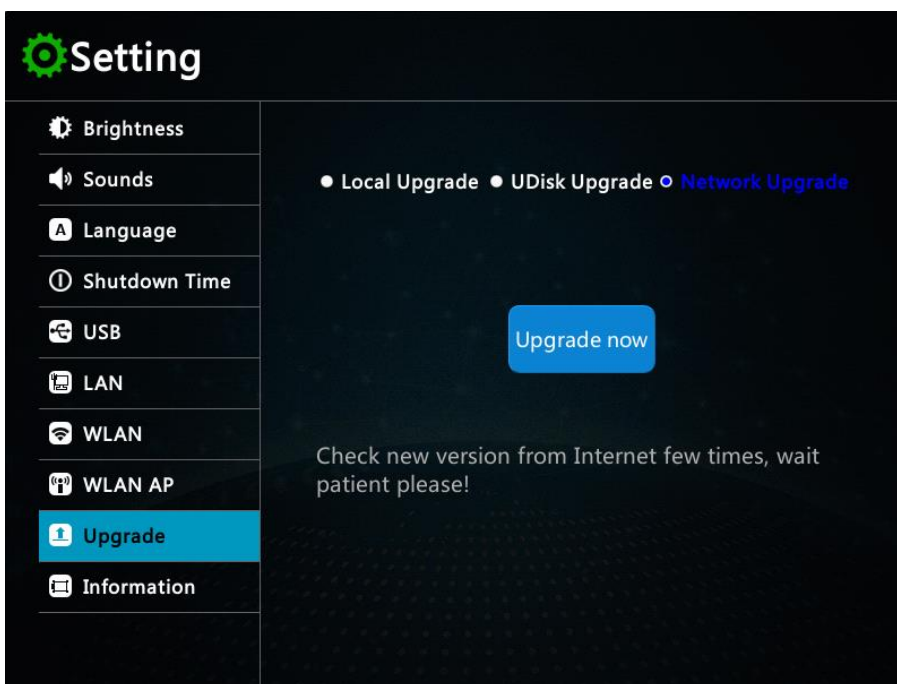 Setting
Brightness
Sounds
Language
Shutdown Time
USB
LAN
WLAN
WLAN AP
Upgrade
Information
Local Upgrade UDisk Upgrade Network Upgrade
Upgrade now
Check new version from Internet few times, wait
patient please!